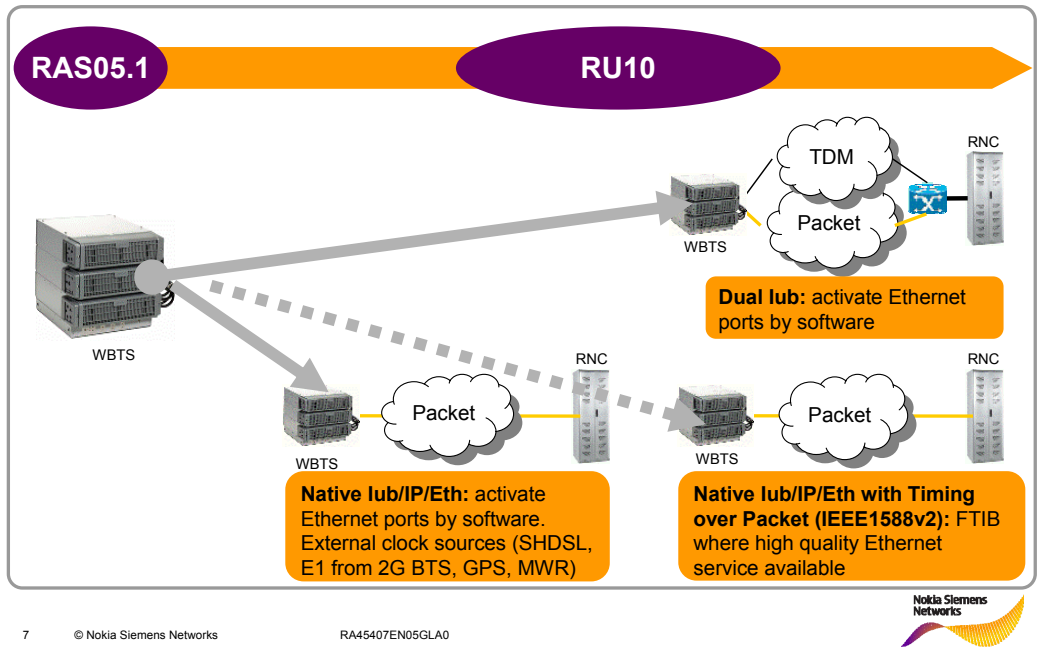 RAS05.1
RU10
TDM
RNC
Packet
WBTS
Dual Iub: activate Ethernet
ports by software
WBTS
RNC
Packet
WBTS
Native Iub/IP/Eth: activate
Ethernet ports by software.
External clock sources (SHDSL,
E1 from 2G BTS, GPS, MWR)
RNC
Packet
WBTS
Native Iub/IP/Eth with Timing
over Packet (IEEE1588v2): FTIB
where high quality Ethernet
service available
Nokia Siemens
Networks
7 © Nokia Siemens Networks RA45407EN05GLA0